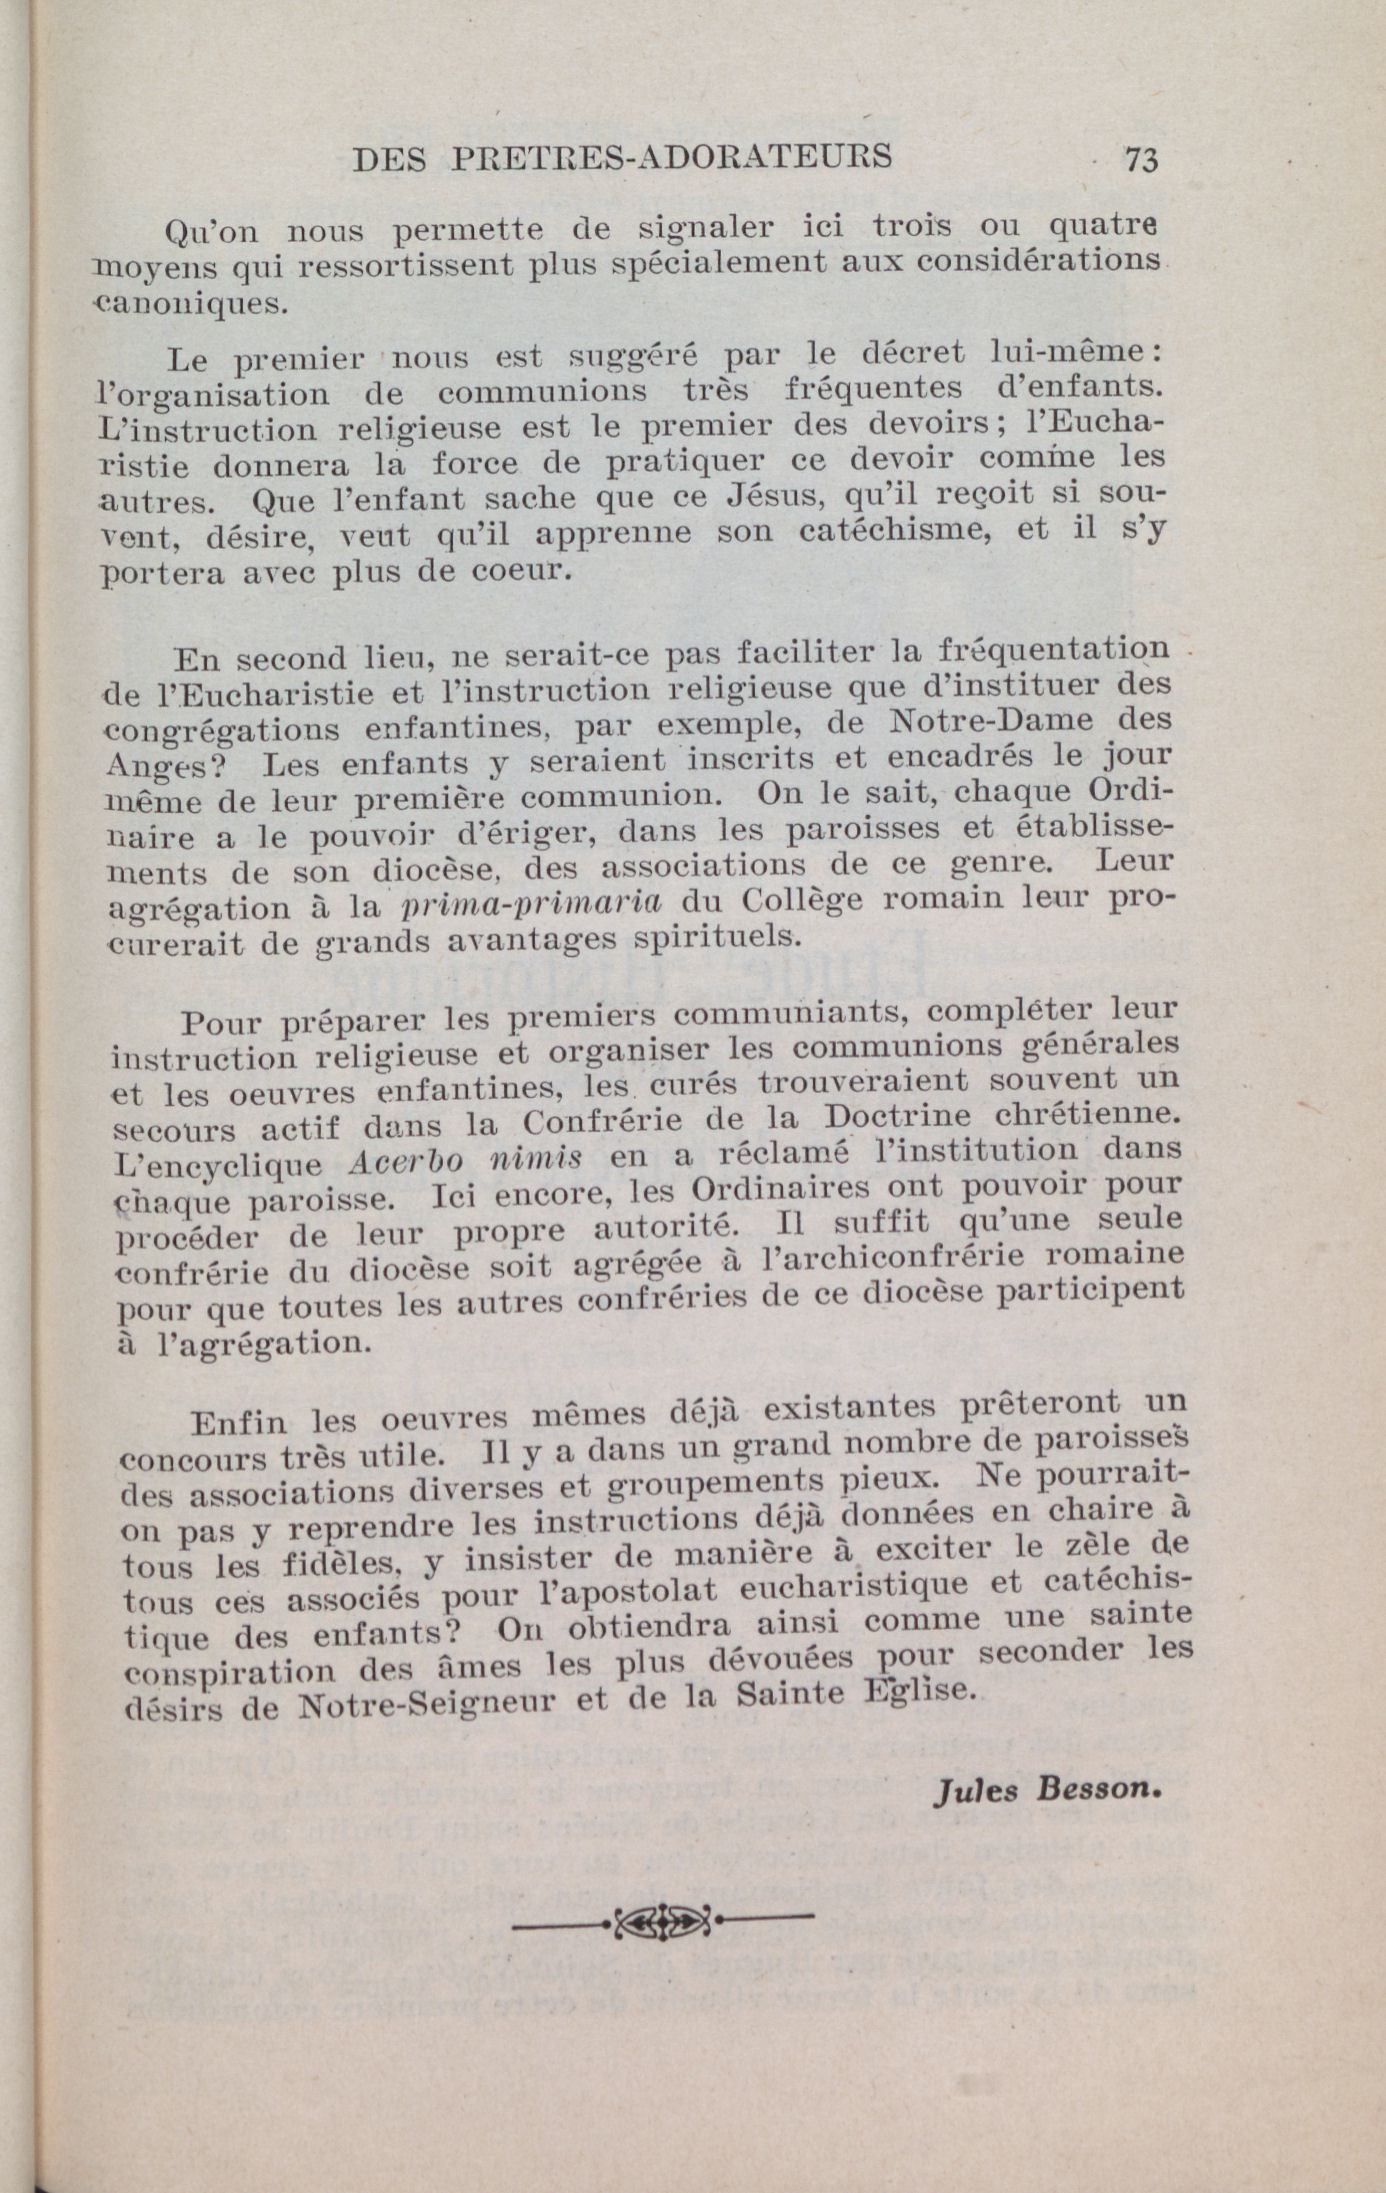 DES PRETRES-ADORATEURS 73
Qu'on nous permette de signaler ici trois ou quatre
moyens qui ressortissent plus spécialement aux considérations
canoniques.
Le premier nous est suggéré par le décret lui-même :
l'organisation de communions très fréquentes d'enfants.
L'instruction religieuse est le premier des devoirs ; l'Eucha-
ristie donnera la force de pratiquer ce devoir comme les
autres. Que l'enfant sache que ce Jésus, qu'il reçoit si sou-
vent, désire, veut qu'il apprenne son catéchisme, et il s'y
portera avec plus de coeur.
En second lieu, ne serait-ce pas faciliter la fréquentation
de l'Eucharistie et l'instruction religieuse que d'instituer des
congrégations enfantines, par exemple, de Notre-Dame des
Anges? Les enfants y seraient inscrits et encadrés le jour
même de leur première communion. On le sait, chaque Ordi-
naire a le pouvoir d'ériger, dans les paroisses et établisse-
ments de son diocèse, des associations de ce genre. Leur
agrégation à la prima-primaria du Collège romain leur pro-
curerait de grands avantages spirituels.
Pour préparer les premiers communiants, compléter leur
instruction religieuse et organiser les communions générales
et les oeuvres enfantines, les curés trouveraient souvent un
secours actif dans la Confrérie de la Doctrine chrétienne.
L'encyclique Acerbo nimis en a réclamé l'institution dans
chaque paroisse. Ici encore, les Ordinaires ont pouvoir pour
procéder de leur propre autorité. Il suffit qu'une seule
confrérie du diocèse soit agrégée à l'archiconfrérie romaine
pour que toutes les autres confréries de ce diocèse participent
à l'agrégation.
Enfin les oeuvres mêmes déjà existantes prêteront un
concours très utile. Il y a dans un grand nombre de paroisses
des associations diverses et groupements pieux. Ne pourrait-
on pas y reprendre les instructions déjà données en chaire à
tous les fidèles, y insister de manière à exciter le zèle de
tous ces associés pour l'apostolat eucharistique et catéchis-
tique des enfants? On obtiendra ainsi comme une sainte
conspiration des âmes les plus dévouées pour seconder les
désirs de Notre-Seigneur et de la Sainte Eglise.
Jules Besson.